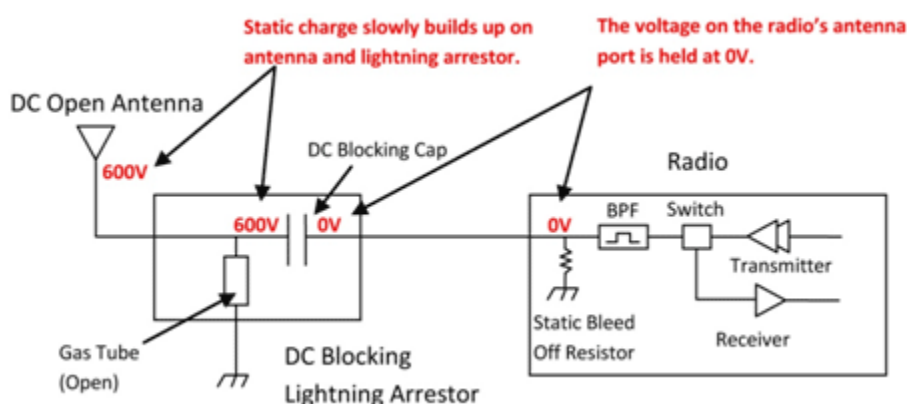 Static charge slowly builds up on
antenna and lightning arrestor.
The voltage on the radio's antenna
port is held at 0V.
DC Open Antenna
600V
DC Blocking Cap
600V
0V
Gas Tube
(Open)
DC Blocking
Lightning Arrestor
Radio
0V
BPF
Switch
Transmitter
Static Bleed
Off Resistor
Receiver